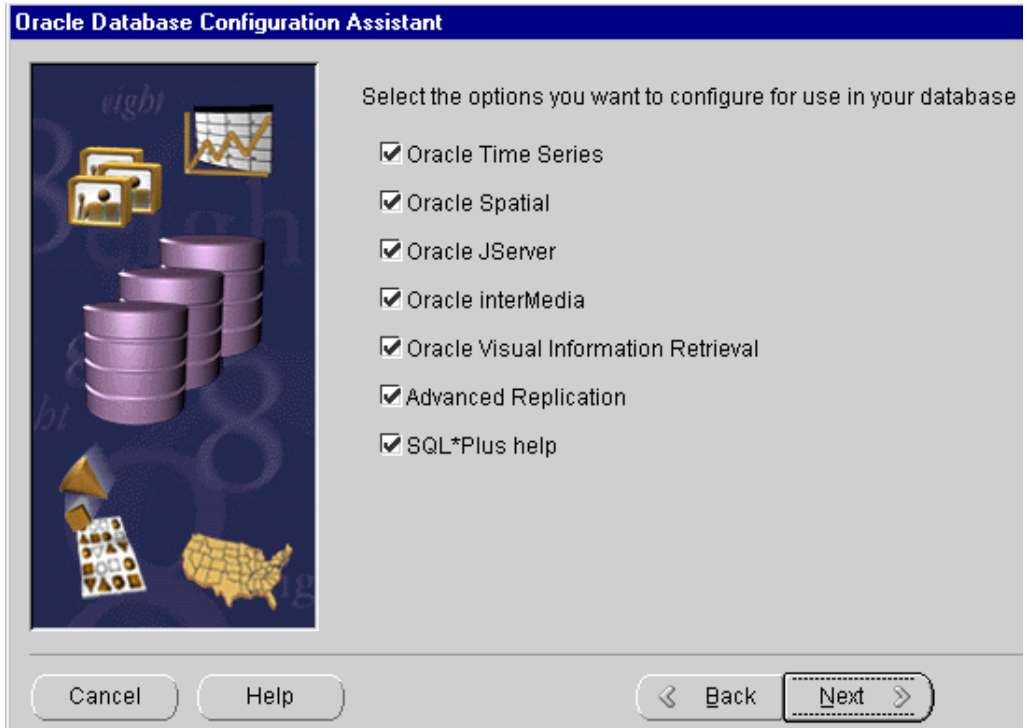 Oracle Database Configuration Assistant
eight
Select the options you want to configure for use in your database
Oracle Time Series
Oracle Spatial
Oracle JServer
Oracle interMedia
Oracle Visual Information Retrieval
Advanced Replication
SQL*Plus help
8
Cancel
Help
Back
Next